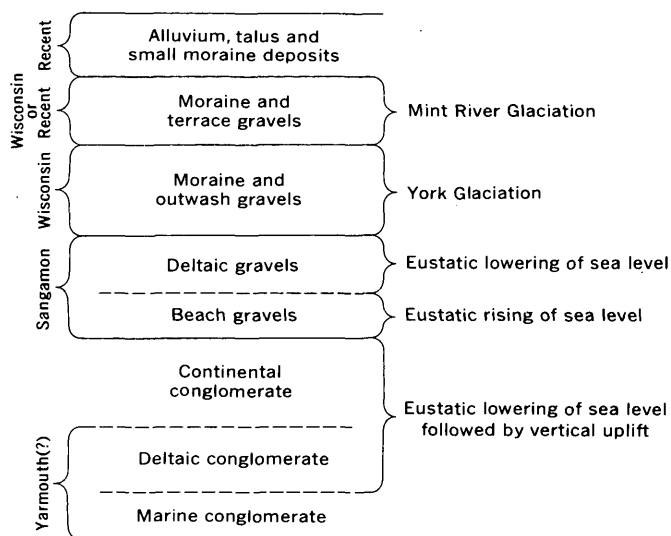 Recent
Alluvium, talus and
small moraine deposits
Wisconsin
or
Recent
Moraine and
terrace gravels
Mint River Glaciation
Wisconsin
Moraine and
outwash gravels
York Glaciation
Sangamon
Deltaic gravels
Eustatic lowering of sea level
Beach gravels
Eustatic rising of sea level
Continental
conglomerate
Eustatic lowering of sea level
followed by vertical uplift
Yarmouth(?)
Deltaic conglomerate
Marine conglomerate